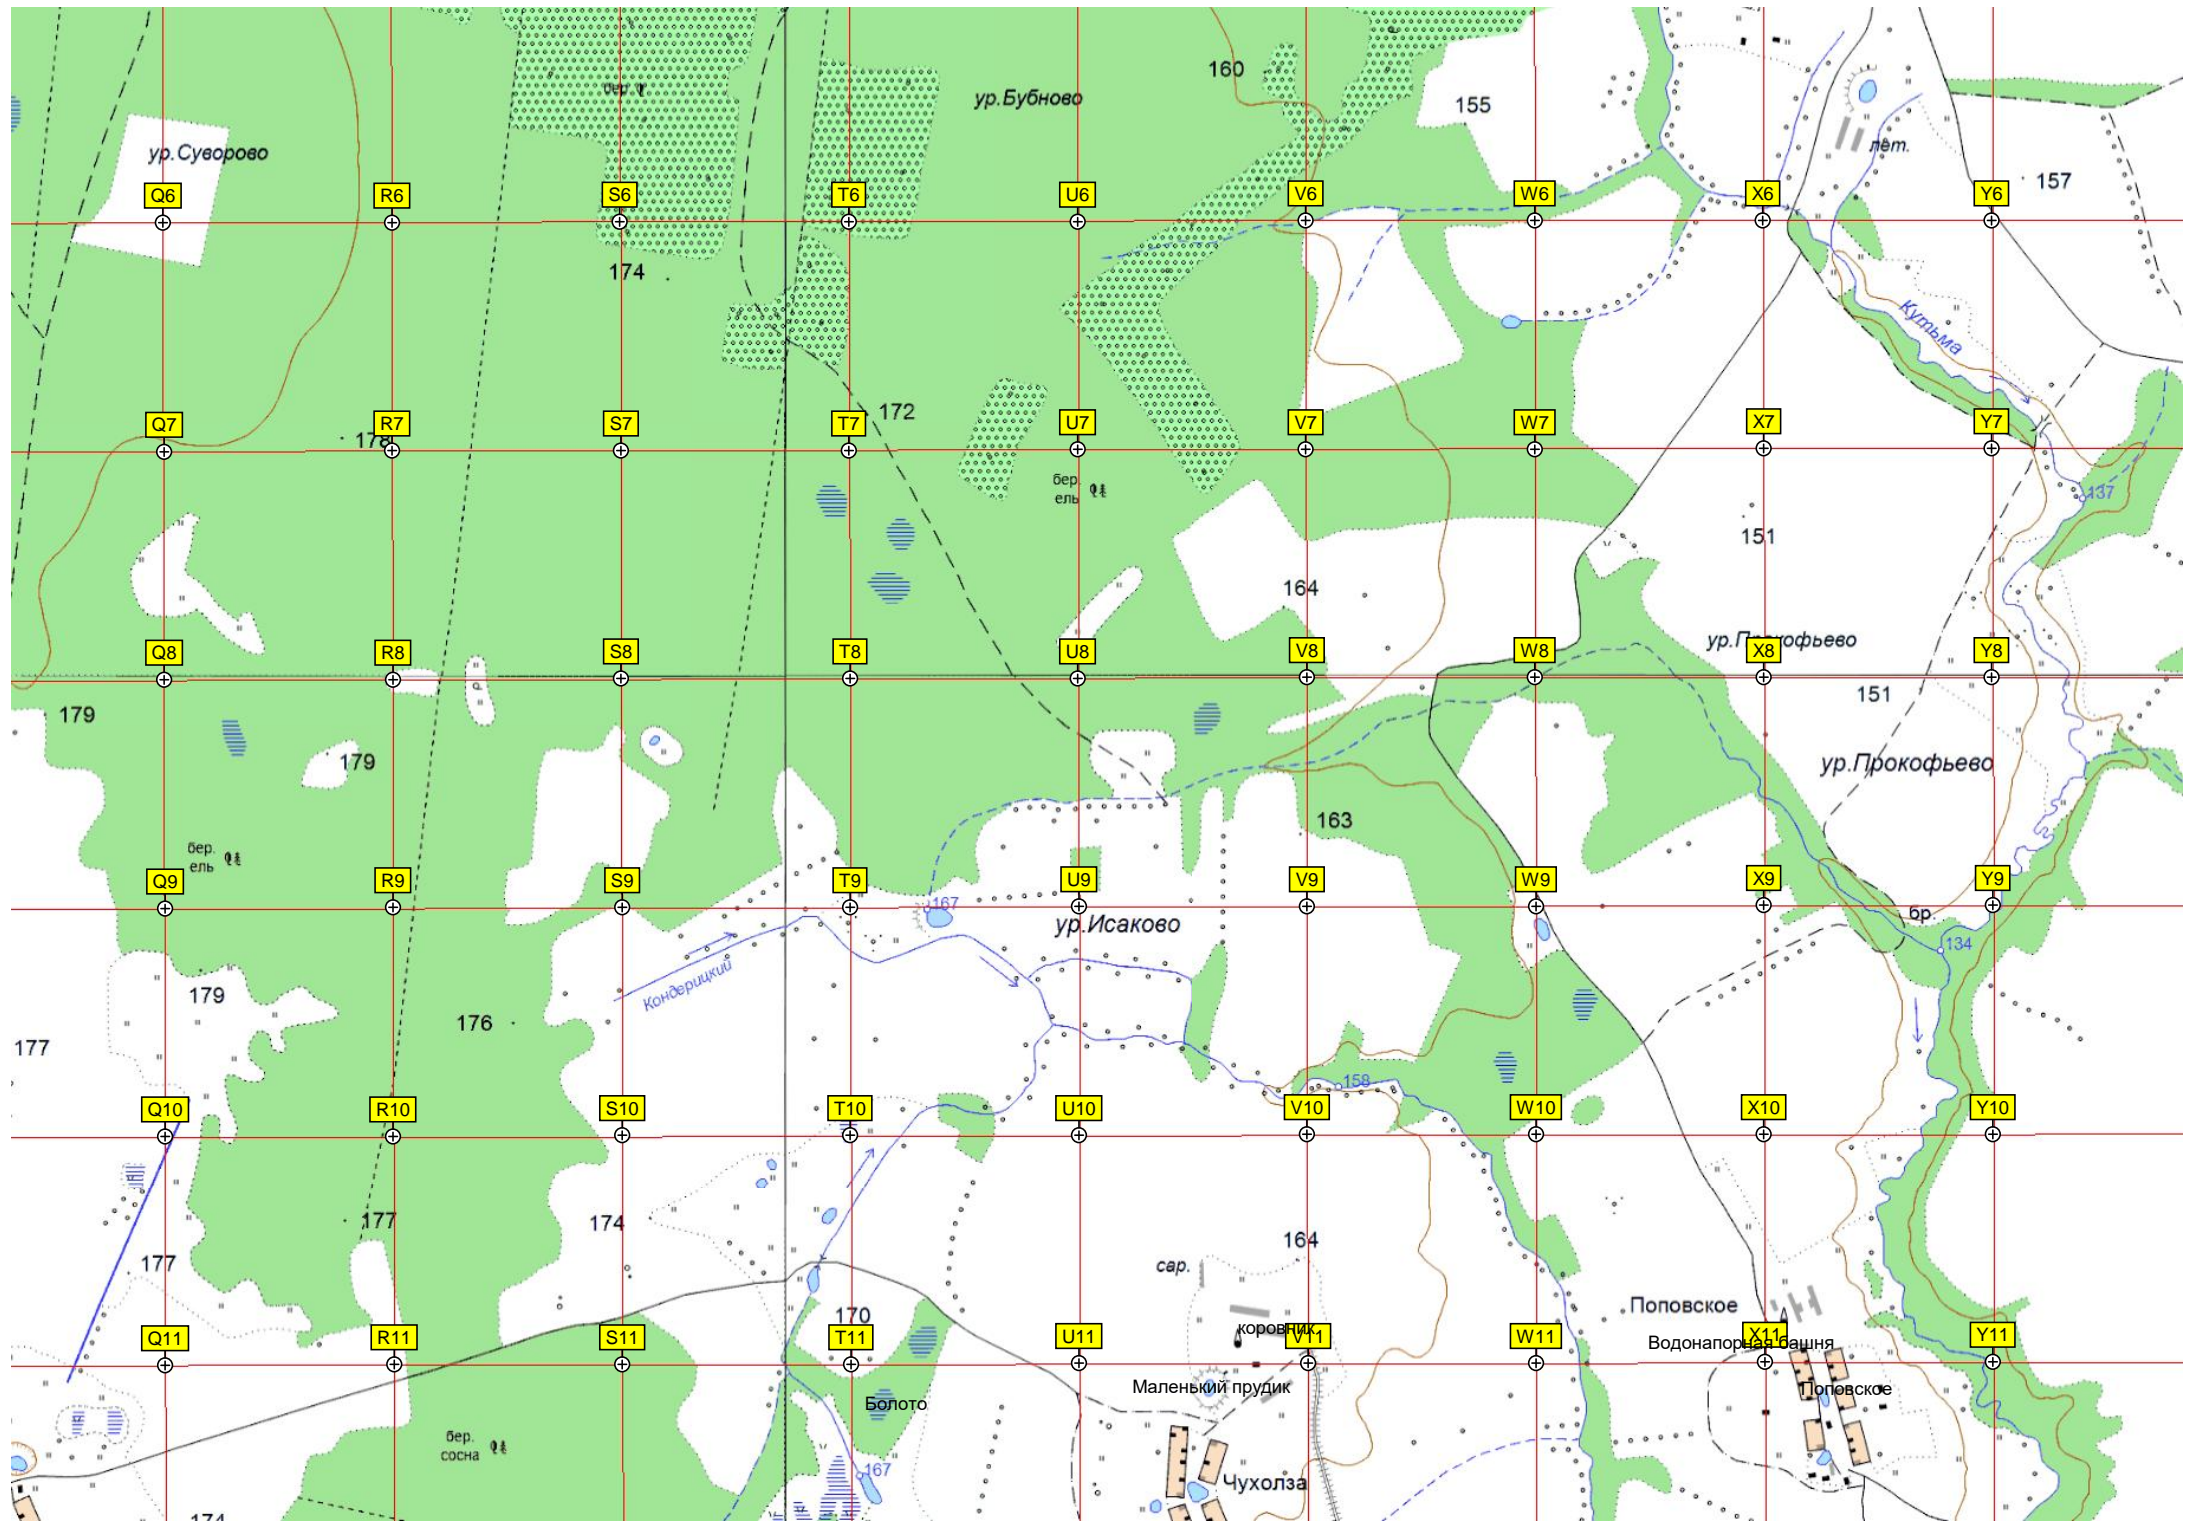 160
ур.Бубново
155
бер.
лет.
ур.Суворово
157
Q6
R6
S6
T6
U6
V6
W6
X6
Y6
174
Кутьма
172
178
Q7
R7
S7
T7
U7
V7
W7
X7
Y7
бер.
ель
137
151
164
ур.Прокофьево
Q8
R8
S8
T8
U8
V8
W8
X8
Y8
151
179
179
ур.Прокофьево
163
бер.
ель
Q9
R9
S9
T9
U9
V9
W9
X9
Y9
167
бр.
ур.Исаково
134
Кондерицкий
179
176
177
158
Q10
R10
S10
T10
U10
V10
W10
X10
Y10
177
174
164
177
сар.
170
Поповское
коровник
Водонапорная башня
Q11
R11
S11
T11
U11
V11
W11
X11
Y11
Маленький прудик
Поповское
Болото
бер.
сосна
167
Чухолза
174